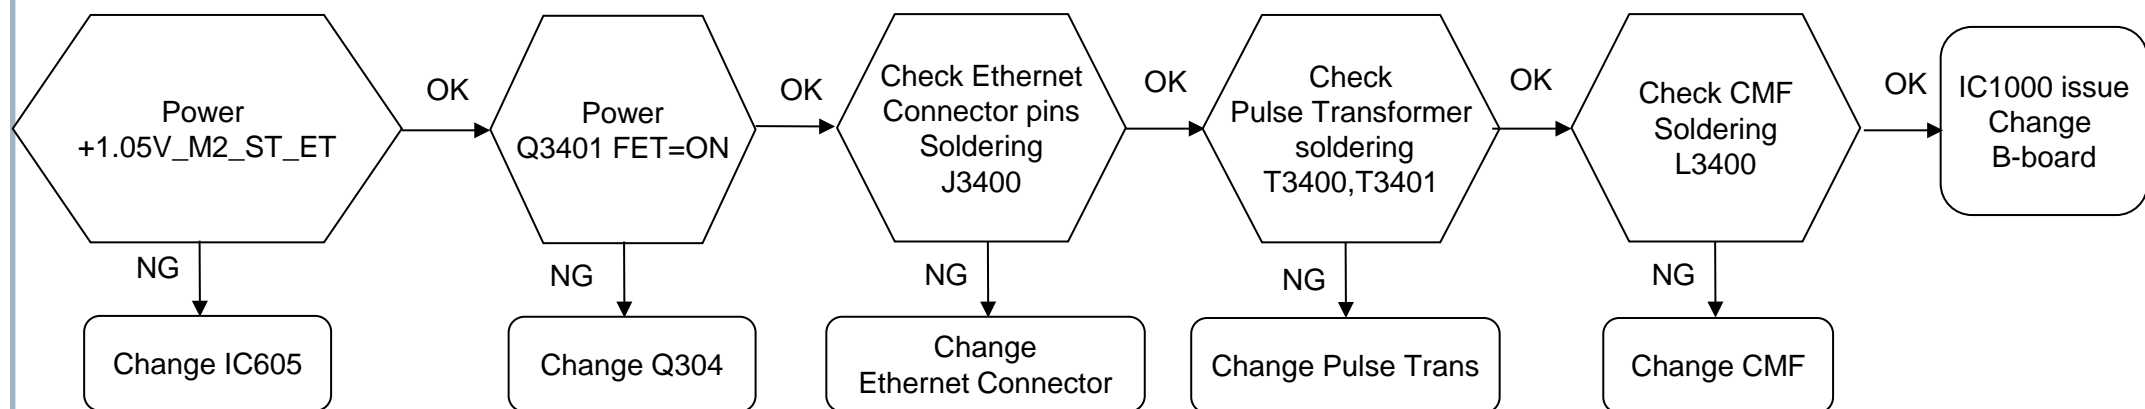 Power
+1.05V_M2_ST_ET
OK
NG
Change IC605
Power
Q3401 FET=ON
OK
NG
Change Q304
Check Ethernet
Connector pins
Soldering
J3400
OK
NG
Change
Ethernet Connector
Check
Pulse Transformer
soldering
T3400,T3401
OK
NG
Change Pulse Trans
Check CMF
Soldering
L3400
OK
NG
Change CMF
IC1000 issue
Change
B-board